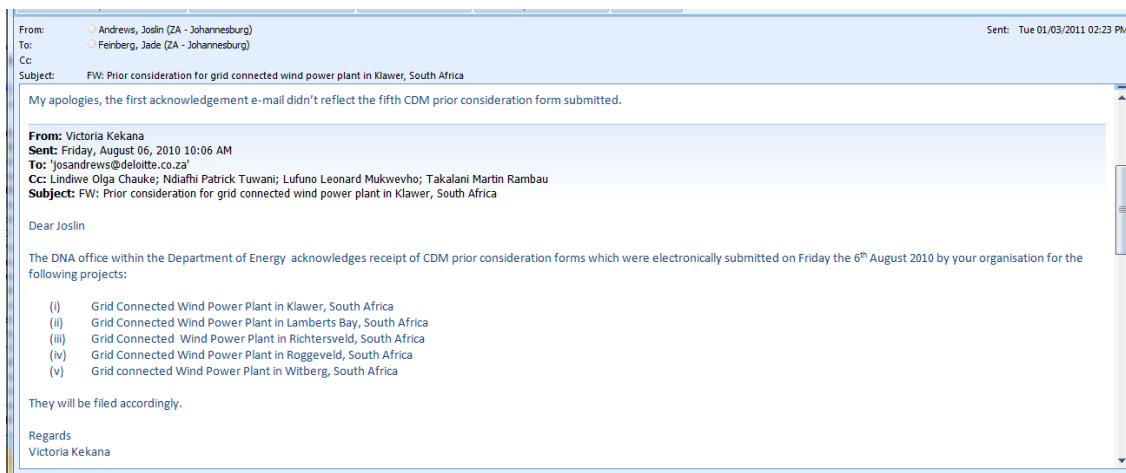 From: Andrews, Joslin (ZA - Johannesburg) Sent: Tue 01/03/2011 02:23 PM
To: Feinberg, Jade (ZA - Johannesburg)
Cc:
Subject: FW: Prior consideration for grid connected wind power plant in Klawer, South Africa
My apologies, the first acknowledgement e-mail didn't reflect the fifth CDM prior consideration form submitted.
From: Victoria Kekana
Sent: Friday, August 06, 2010 10:06 AM
To: 'josandrews@deloitte.co.za'
Cc: Lindiwe Olga Chauke; Ndiafhi Patrick Tuwani; Lufuno Leonard Mukwevho; Takalani Martin Rambau
Subject: FW: Prior consideration for grid connected wind power plant in Klawer, South Africa
Dear Joslin
The DNA office within the Department of Energy acknowledges receipt of CDM prior consideration forms which were electronically submitted on Friday the 6th August 2010 by your organisation for the
following projects:
(i) Grid Connected Wind Power Plant in Klawer, South Africa
(ii) Grid Connected Wind Power Plant in Lamberts Bay, South Africa
(iii) Grid Connected Wind Power Plant in Richtersveld, South Africa
(iv) Grid Connected Wind Power Plant in Roggeveld, South Africa
(v) Grid connected Wind Power Plant in Witberg, South Africa
They will be filed accordingly.
Regards
Victoria Kekana